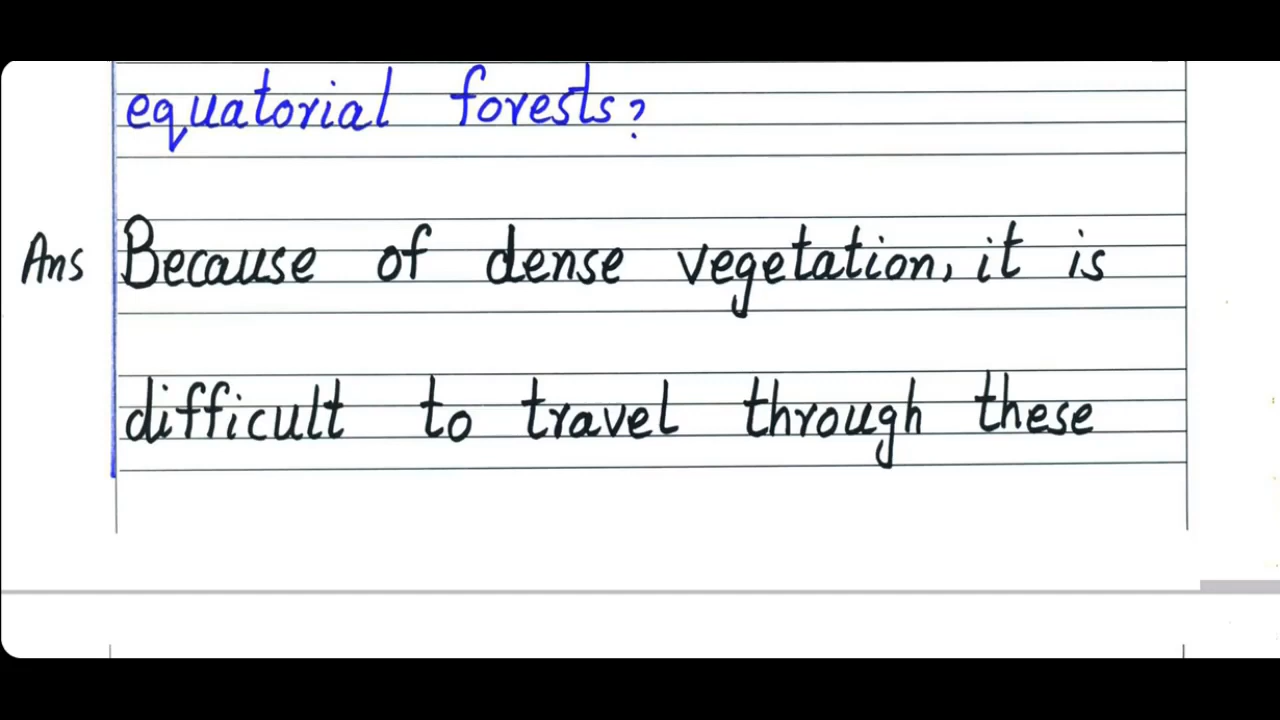 equatorial forests?
Ans Because of dense vegetation, it is
difficult to travel through these